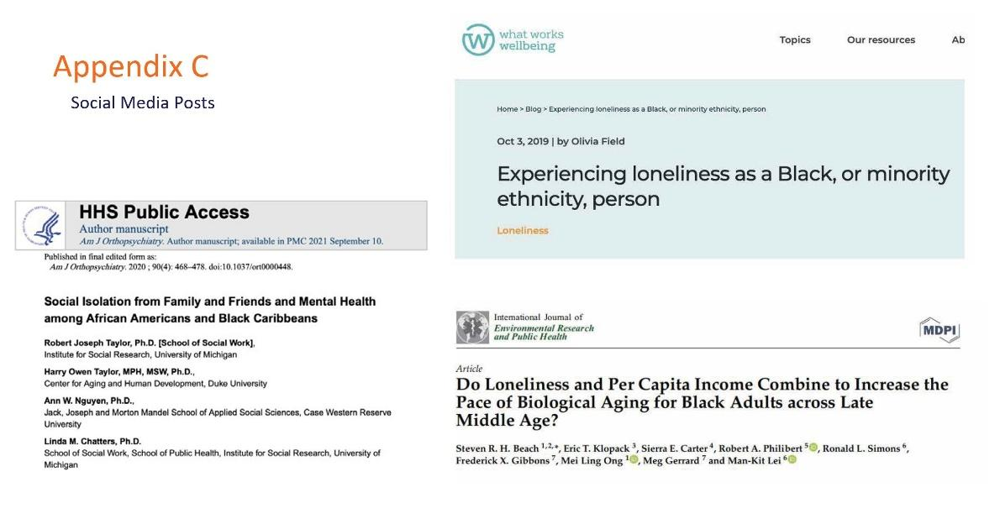 Appendix C
Social Media Posts
what works
wellbeing
Topics
Our resources
Ab
Home > Blog > Experiencing loneliness as a Black, or minority ethnicity, person
Oct 3, 2019 | by Olivia Field
Experiencing loneliness as a Black, or minority
ethnicity, person
Loneliness
HHS Public Access
Author manuscript
Am J Orthopsychiatry. Author manuscript; available in PMC 2021 September 10.
Published in final edited form as:
Am J Orthopsychiatry. 2020 ; 90(4): 468–478. doi:10.1037/ort0000448.
Social Isolation from Family and Friends and Mental Health
among African Americans and Black Caribbeans
Robert Joseph Taylor, Ph.D. [School of Social Work],
Institute for Social Research, University of Michigan
Harry Owen Taylor, MPH, MSW, Ph.D.,
Center for Aging and Human Development, Duke University
Ann W. Nguyen, Ph.D.,
Jack, Joseph and Morton Mandel School of Applied Social Sciences, Case Western Reserve
University
Linda M. Chatters, Ph.D.
School of Social Work, School of Public Health, Institute for Social Research, University of
Michigan
International Journal of
Environmental Research
and Public Health
MDPI
Article
Do Loneliness and Per Capita Income Combine to Increase the
Pace of Biological Aging for Black Adults across Late
Middle Age?
Steven R. H. Beach 1,2,*, Eric T. Klopack 3, Sierra E. Carter 4, Robert A. Philibert 5, Ronald L. Simons 6,
Frederick X. Gibbons 7, Mei Ling Ong 1, Meg Gerrard 7 and Man-Kit Lei 6